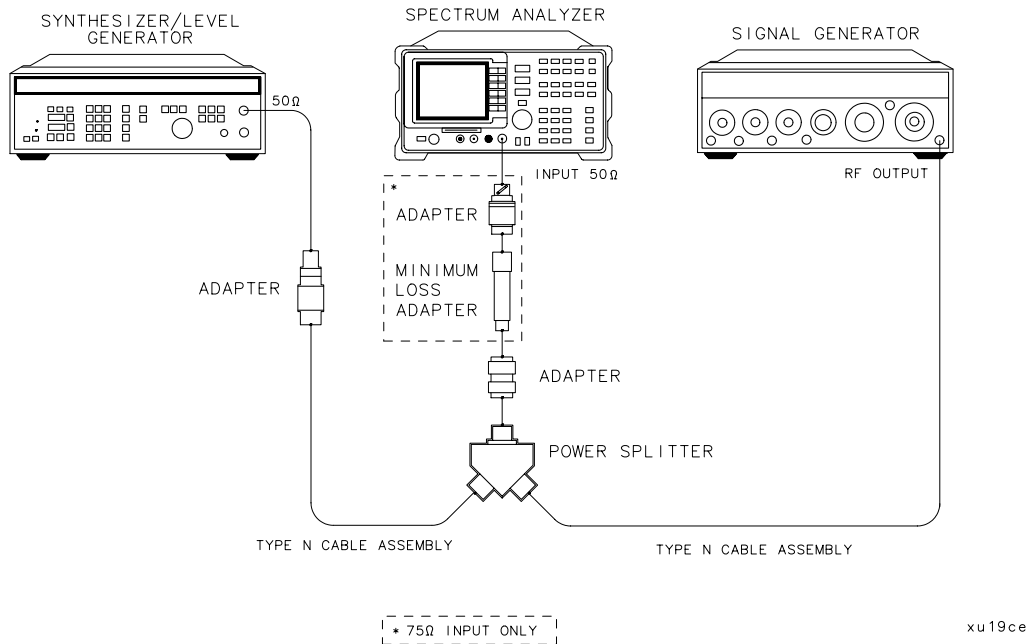 SYNTHESIZER/LEVEL
GENERATOR
SPECTRUM ANALYZER
SIGNAL GENERATOR
50Ω
INPUT 50Ω
RF OUTPUT
*
ADAPTER
MINIMUM
LOSS
ADAPTER
ADAPTER
ADAPTER
POWER SPLITTER
TYPE N CABLE ASSEMBLY
TYPE N CABLE ASSEMBLY
* 75Ω INPUT ONLY
xu19ce